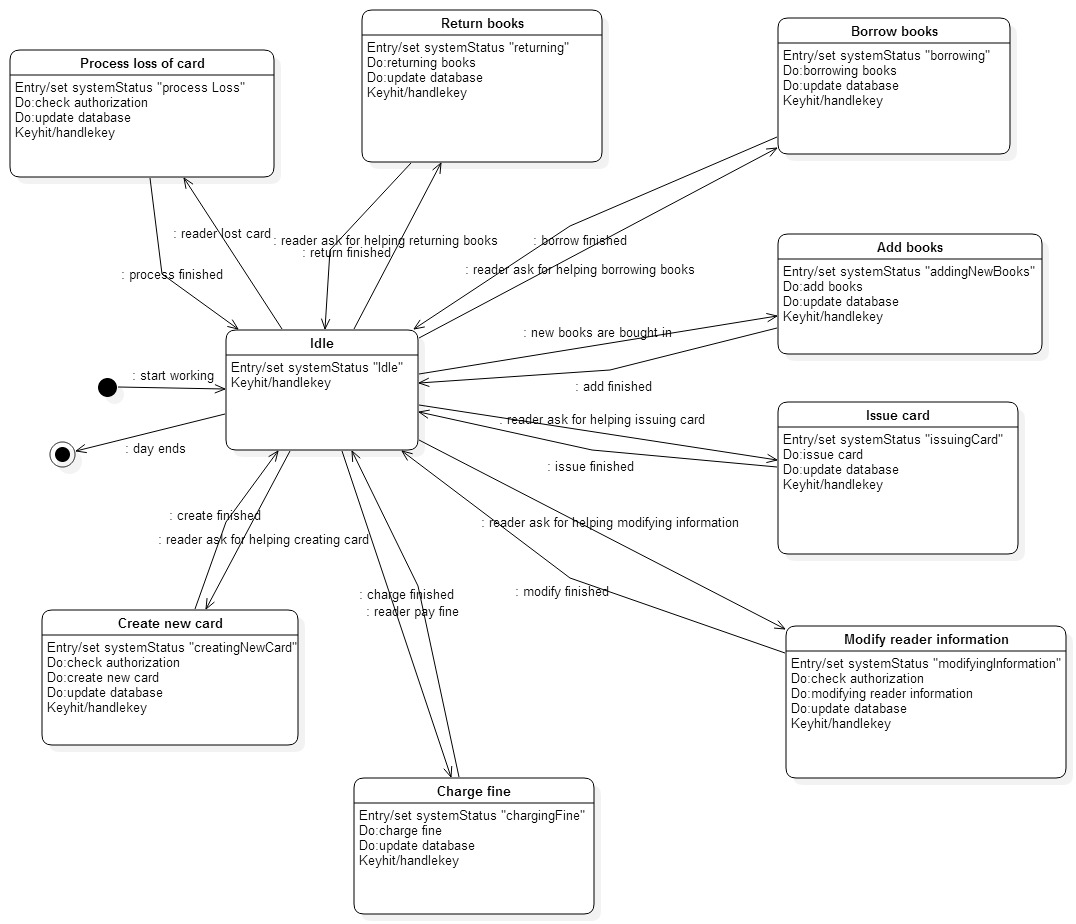 Return books
Entry/set systemStatus "returning"
Do:returning books
Do:update database
Keyhit/handlekey
Borrow books
Entry/set systemStatus "borrowing"
Do:borrowing books
Do:update database
Keyhit/handlekey
Process loss of card
Entry/set systemStatus "process Loss"
Do:check authorization
Do:update database
Keyhit/handlekey
: reader lost card
: reader ask for helping returning books
: return finished
: process finished
: borrow finished
: reader ask for helping borrowing books
Add books
Entry/set systemStatus "addingNewBooks"
Do:add books
Do:update database
Keyhit/handlekey
: new books are bought in
: add finished
Idle
Entry/set systemStatus "Idle"
Keyhit/handlekey
: start working
: day ends
: reader ask for helping issuing card
: issue finished
Issue card
Entry/set systemStatus "issuingCard"
Do:issue card
Do:update database
Keyhit/handlekey
: create finished
: reader ask for helping creating card
: reader ask for helping modifying information
: modify finished
: charge finished
: reader pay fine
Create new card
Entry/set systemStatus "creatingNewCard"
Do:check authorization
Do:create new card
Do:update database
Keyhit/handlekey
Modify reader information
Entry/set systemStatus "modifyingInformation"
Do:check authorization
Do:modifying reader information
Do:update database
Keyhit/handlekey
Charge fine
Entry/set systemStatus "chargingFine"
Do:charge fine
Do:update database
Keyhit/handlekey